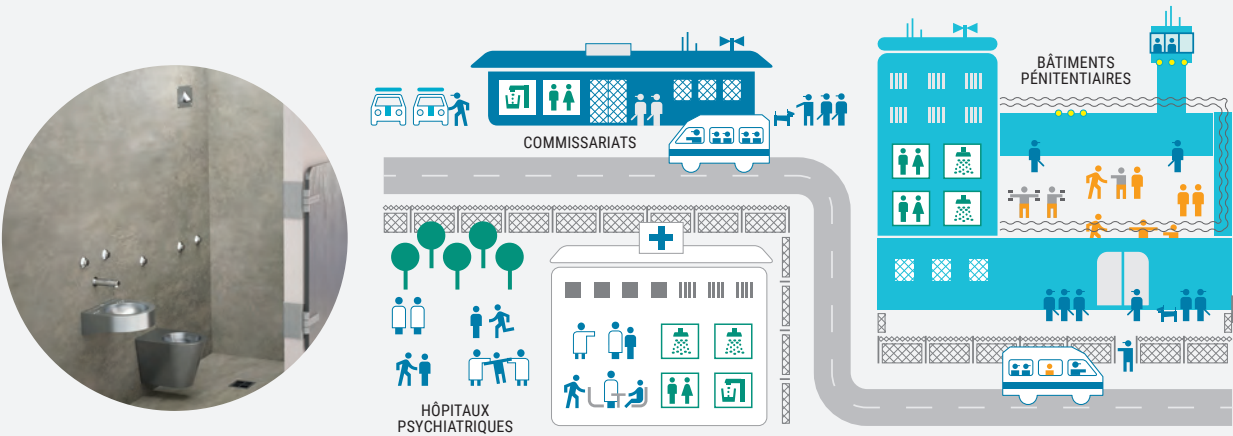 COMMISSARIATS
BÂTIMENTS
PÉNITENTIAIRES
HÔPITAUX
PSYCHIATRIQUES